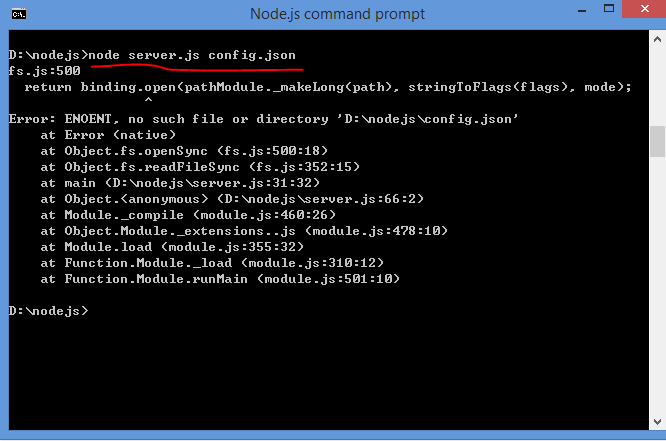 C:\.
Node.js command prompt
D:\nodejs>node server.js config.json
fs.js:500
  return binding.open(pathModule._makeLong(path), stringToFlags(flags), mode);
                 ^
Error: ENOENT, no such file or directory 'D:\nodejs\config.json'
    at Error (native)
    at Object.fs.openSync (fs.js:500:18)
    at Object.fs.readFileSync (fs.js:352:15)
    at main (D:\nodejs\server.js:31:32)
    at Object.<anonymous> (D:\nodejs\server.js:66:2)
    at Module._compile (module.js:460:26)
    at Object.Module._extensions..js (module.js:478:10)
    at Module.load (module.js:355:32)
    at Function.Module._load (module.js:310:12)
    at Function.Module.runMain (module.js:501:10)
D:\nodejs>